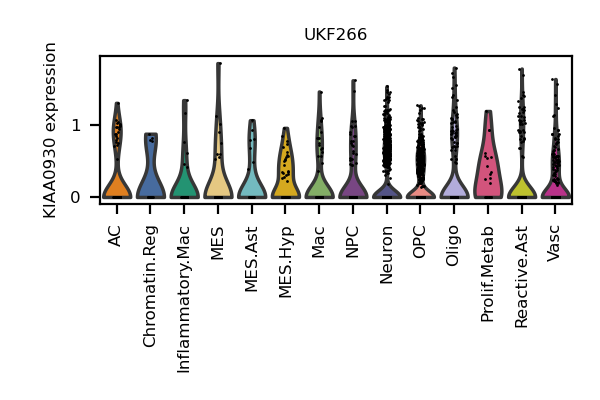 UKF266
KIAA0930 expression
1
0
AC
Chromatin.Reg
Inflammatory.Mac
MES
MES.Ast
MES.Hyp
Mac
NPC
Neuron
OPC
Oligo
Prolif.Metab
Reactive.Ast
Vasc